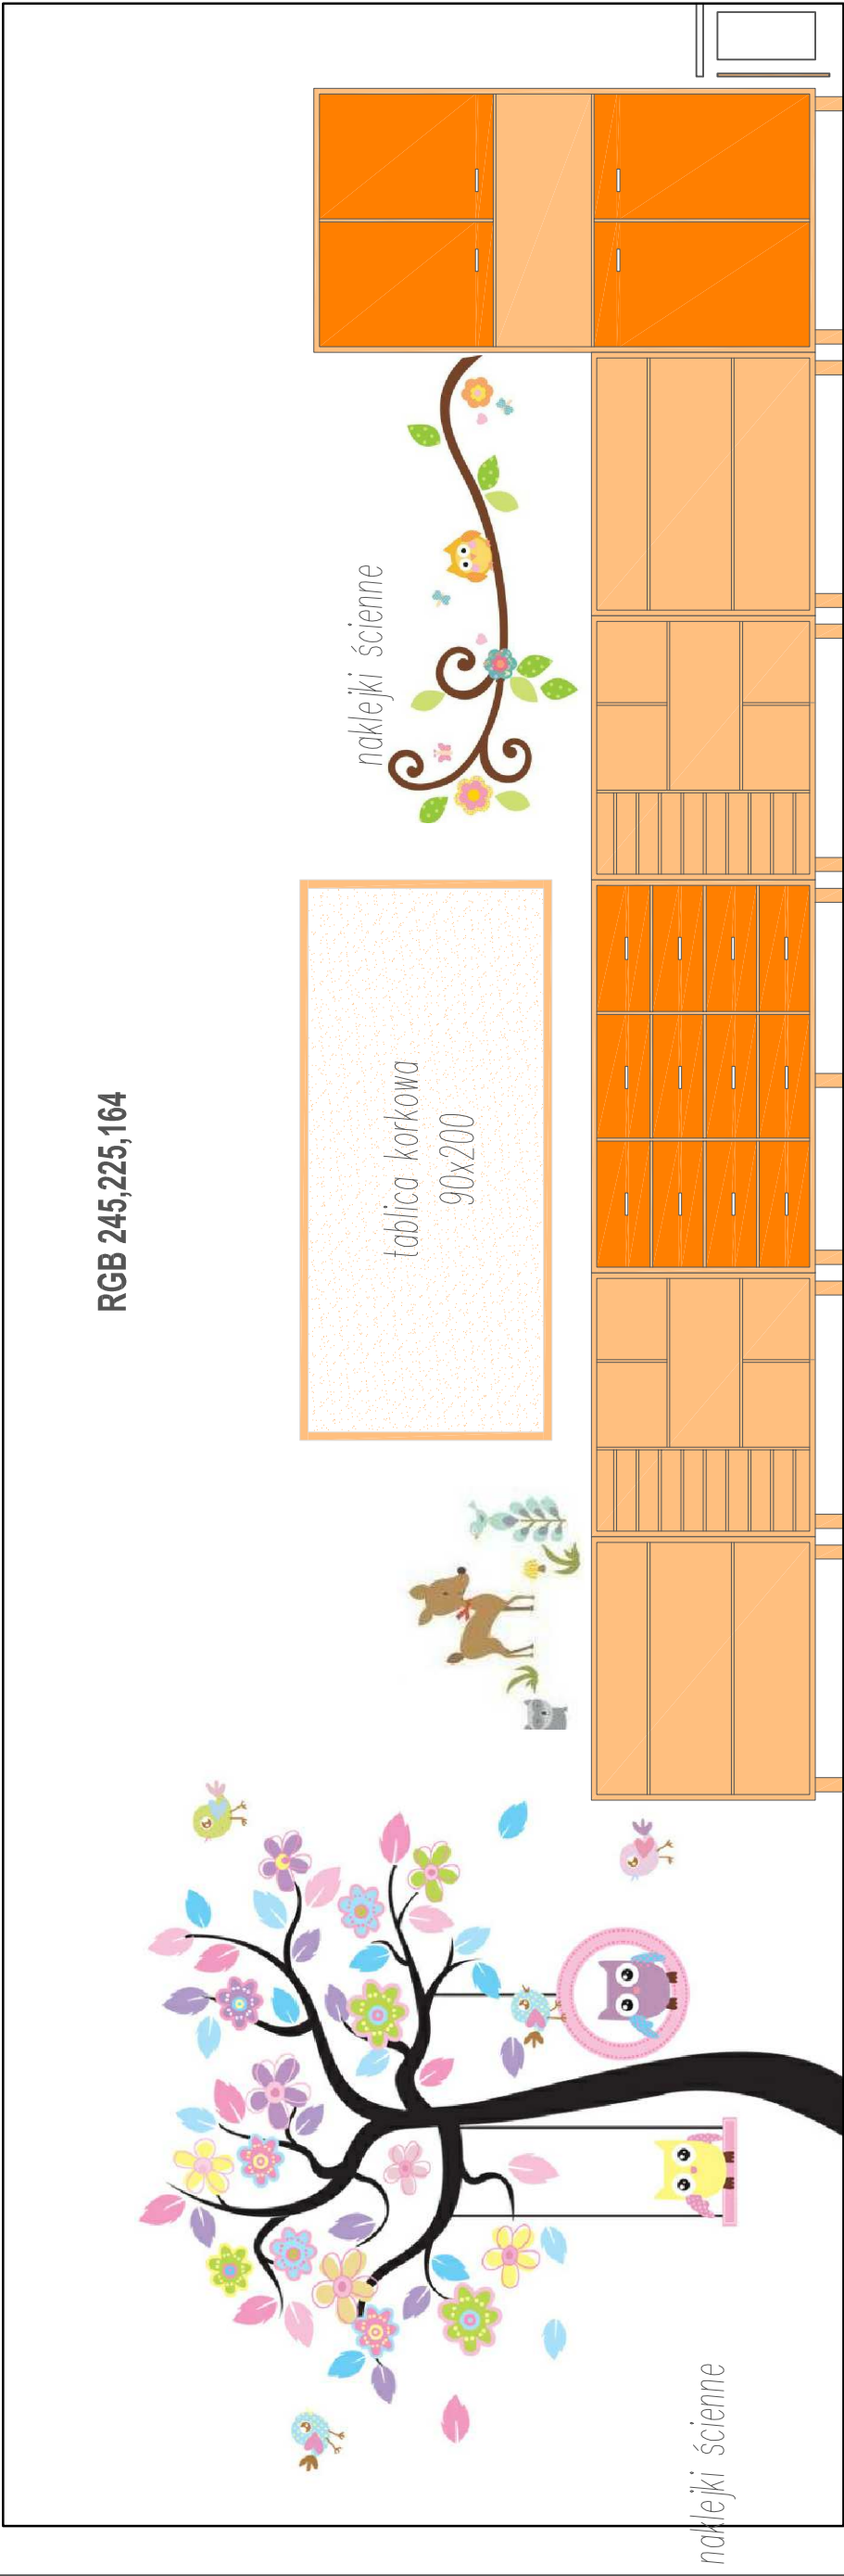 RGB 245,225,164
naklejki ścienne
tablica korkowa
90x200
naklejki ścienne